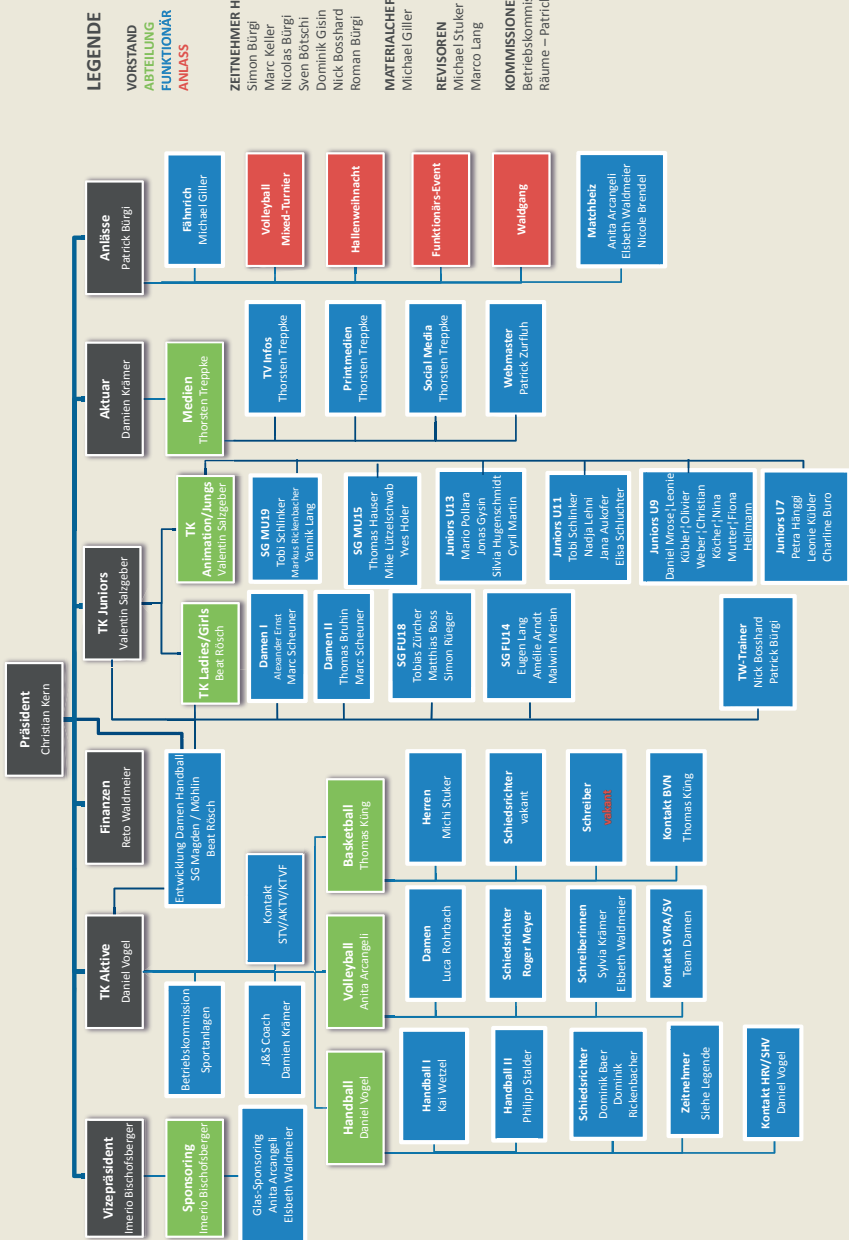 Präsident
Christian Kern
Vizepräsident
Imerio Bischofsberger
TK Aktive
Daniel Vogel
Finanzen
Reto Waldmeier
TK Juniors
Valentin Salzgeber
Aktuar
Damien Krämer
Anlässe
Patrick Bürgi
Sponsoring
Imerio Bischofsberger
Glas-Sponsoring
Anita Arcangeli
Elsbeth Waldmeier
Betriebskommission
Sportanlagen
J&S Coach
Damien Krämer
Kontakt
STV/AKTV/KTVF
Entwicklung Damen Handball
SG Magden / Möhlin
Beat Rösch
Handball
Daniel Vogel
Handball I
Kai Wetzel
Handball II
Philipp Stalder
Schiedsrichter
Dominik Baer
Dominik
Rickenbacher
Zeitnehmer
Siehe Legende
Kontakt HRV/SHV
Daniel Vogel
Volleyball
Anita Arcangeli
Damen
Luca Rohrbach
Schiedsrichter
Roger Meyer
Schreiberinnen
Sylvia Krämer
Elsbeth Waldmeier
Kontakt SVRA/SV
Team Damen
Basketball
Thomas Küng
Herren
Michi Stuker
Schiedsrichter
vakant
Schreiber
vakant
Kontakt BVN
Thomas Küng
TK Ladies/Girls
Beat Rösch
Damen I
Alexander Ernst
Marc Scheuner
Damen II
Thomas Bruhin
Marc Scheuner
SG FU18
Tobias Zürcher
Matthias Boss
Simon Rüeger
SG FU14
Eugen Lang
Amélie Arndt
Malwin Merian
TW-Trainer
Nick Bosshard
Patrick Bürgi
TK
Animation/Jungs
Valentin Salzgeber
SG MU19
Tobi Schlinker
Markus Rickenbacher
Yannik Lang
SG MU15
Thomas Hauser
Mike Lützelschwab
Yves Holer
Juniors U13
Mario Pollara
Jonas Gysin
Silvia Hugenschmidt
Cyril Martin
Juniors U11
Tobi Schlinker
Nadja Lehni
Jana Aukofer
Elisa Schluchter
Juniors U9
Daniel Mrose¦Leonie
Kübler¦Olivier
Weber¦Christian
Köcher¦Nina
Mutter¦Fiona
Heilmann
Juniors U7
Petra Hänggi
Leonie Kübler
Charline Burro
Medien
Thorsten Treppke
TV Infos
Thorsten Treppke
Printmedien
Thorsten Treppke
Social Media
Thorsten Treppke
Webmaster
Patrick Zurfluh
Fähnrich
Michael Giller
Volleyball
Mixed-Turnier
Hallenweihnacht
Funktionärs-Event
Waldgang
Matchbeiz
Anita Arcangeli
Elsbeth Waldmeier
Nicole Brendel
LEGENDE
VORSTAND
ABTEILUNG
FUNKTIONÄR
ANLASS
ZEITNEHMER H
Simon Bürgi
Marc Keller
Nicolas Bürgi
Sven Bötschi
Dominik Gisin
Nick Bosshard
Roman Bürgi
MATERIALCHEF
Michael Giller
REVISOREN
Michael Stuker
Marco Lang
KOMMISSIONE
Betriebskommis
Räume – Patrick